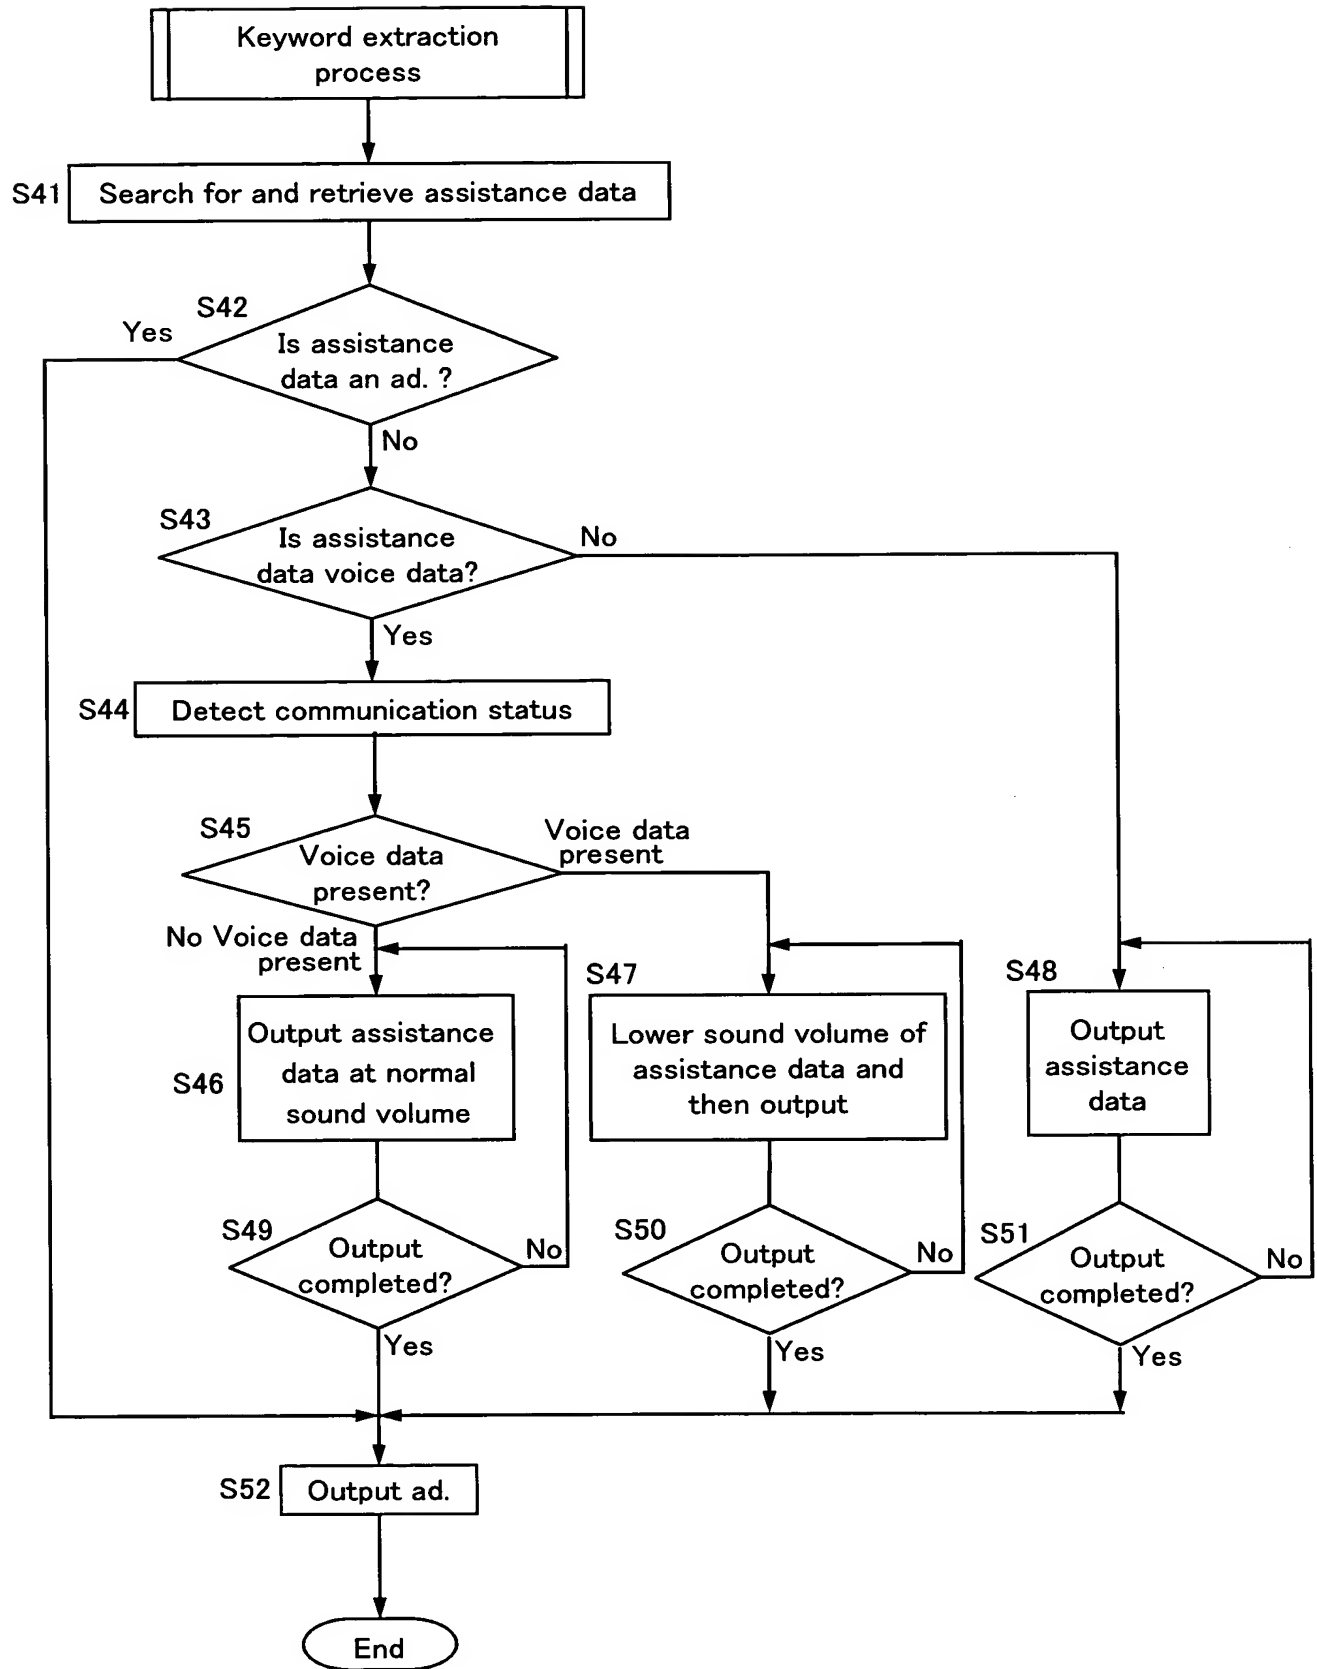 Keyword extraction
process
S41
Search for and retrieve assistance data
S42
Yes
Is assistance
data an ad. ?
No
S43
Is assistance
data voice data?
No
Yes
S44
Detect communication status
S45
Voice data
present?
Voice data
present
No Voice data
present
S46
Output assistance
data at normal
sound volume
S47
Lower sound volume of
assistance data and
then output
S48
Output
assistance
data
S49
Output
completed?
No
Yes
S50
Output
completed?
No
Yes
S51
Output
completed?
No
Yes
S52
Output ad.
End